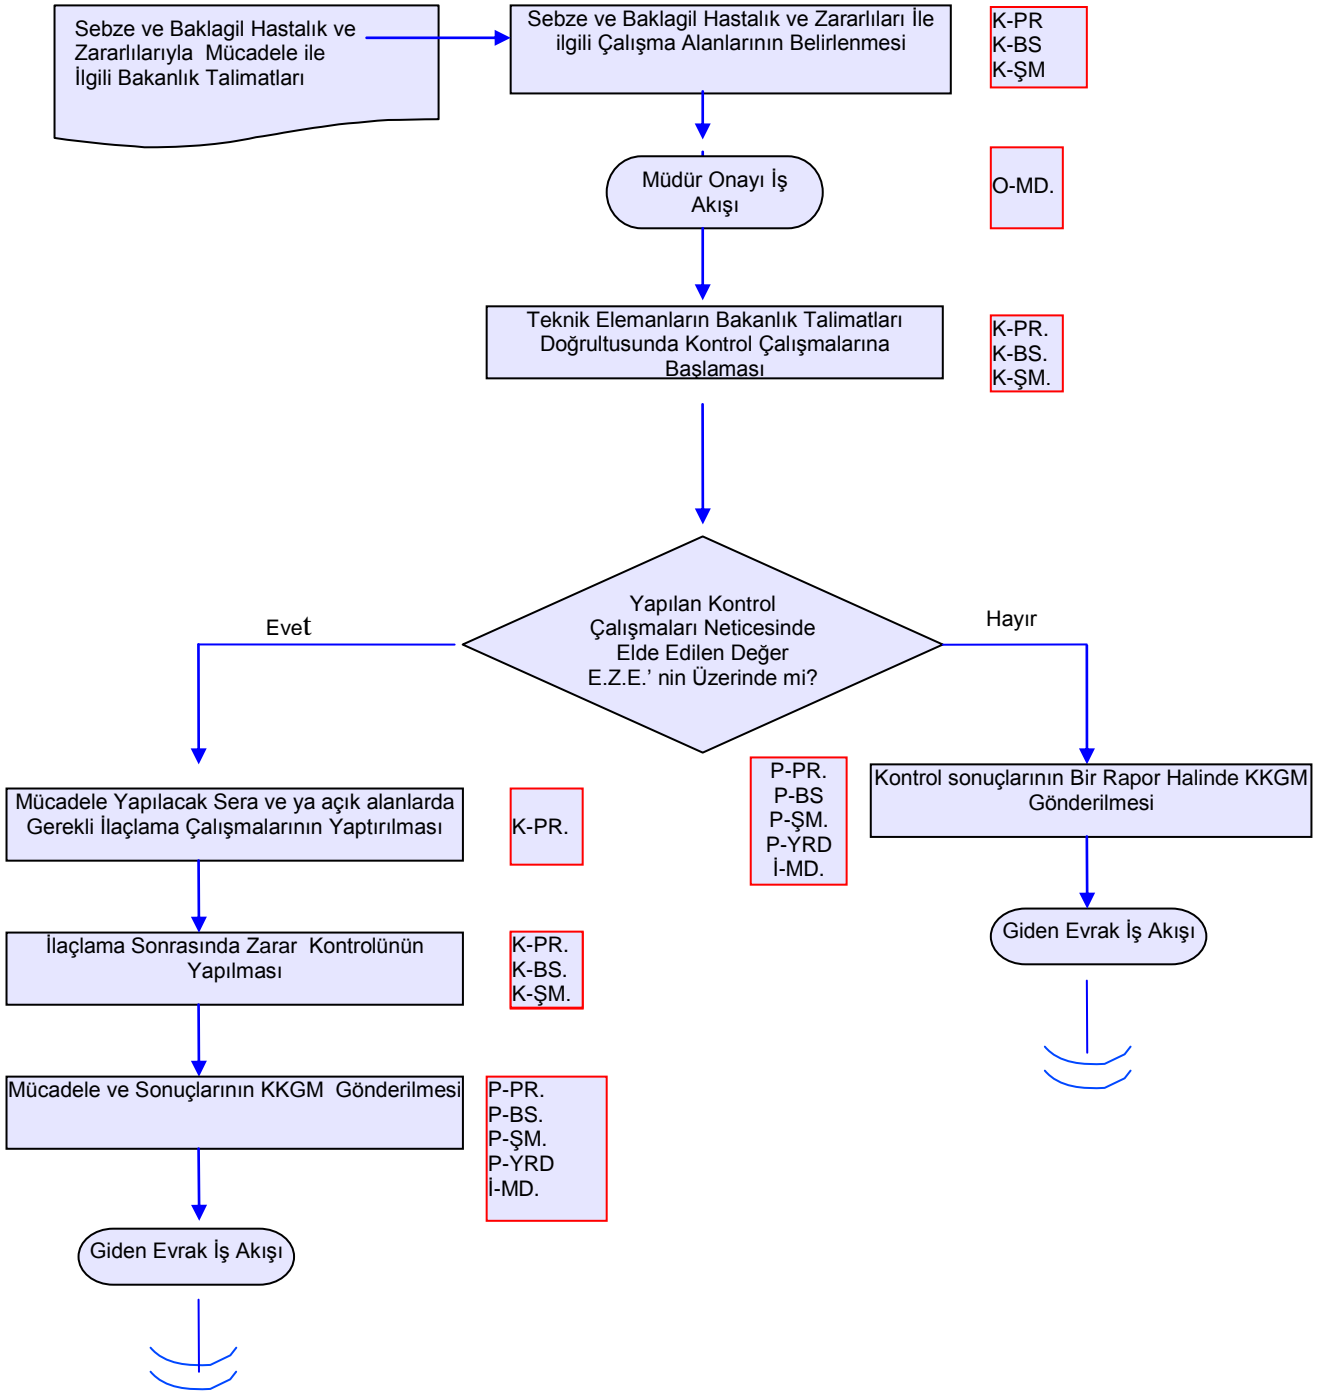 Sebze ve Baklagil Hastalık ve
Zararlılarıyla Mücadele ile
İlgili Bakanlık Talimatları
Sebze ve Baklagil Hastalık ve Zararlıları İle
ilgili Çalışma Alanlarının Belirlenmesi
K-PR
K-BS
K-ŞM
Müdür Onayı İş
Akışı
O-MD.
Teknik Elemanların Bakanlık Talimatları
Doğrultusunda Kontrol Çalışmalarına
Başlaması
K-PR.
K-BS.
K-ŞM.
Yapılan Kontrol
Çalışmaları Neticesinde
Elde Edilen Değer
E.Z.E.' nin Üzerinde mi?
Evet
Hayır
Mücadele Yapılacak Sera ve ya açık alanlarda
Gerekli İlaçlama Çalışmalarının Yaptırılması
K-PR.
P-PR.
P-BS
P-ŞM.
P-YRD
İ-MD.
Kontrol sonuçlarının Bir Rapor Halinde KKGM
Gönderilmesi
İlaçlama Sonrasında Zarar Kontrolünün
Yapılması
K-PR.
K-BS.
K-ŞM.
Giden Evrak İş Akışı
Mücadele ve Sonuçlarının KKGM Gönderilmesi
P-PR.
P-BS.
P-ŞM.
P-YRD
İ-MD.
Giden Evrak İş Akışı